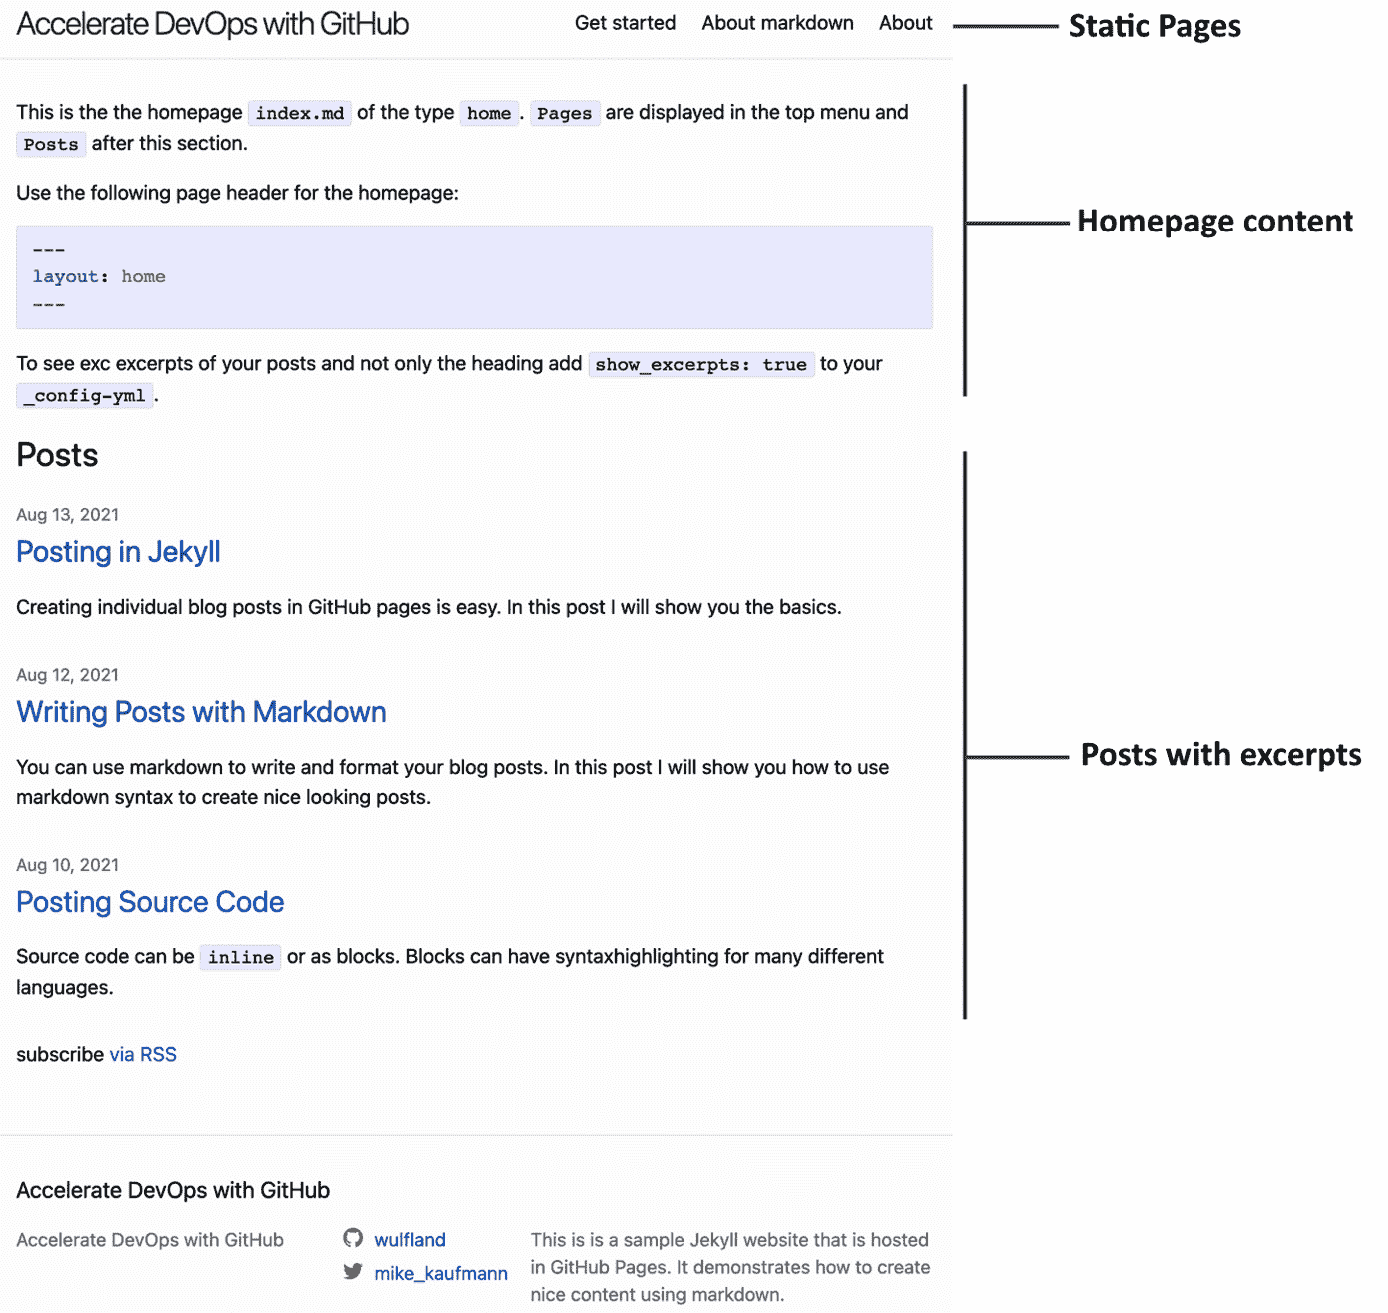 Accelerate DevOps with GitHub
Get started About markdown About
Static Pages
This is the the homepage index.md of the type home. Pages are displayed in the top menu and
Posts after this section.
Use the following page header for the homepage:
---
layout: home
---
Homepage content
To see exc excerpts of your posts and not only the heading add show_excerpts: true to your
_config-yml.
Posts
Aug 13, 2021
Posting in Jekyll
Creating individual blog posts in GitHub pages is easy. In this post I will show you the basics.
Aug 12, 2021
Writing Posts with Markdown
You can use markdown to write and format your blog posts. In this post I will show you how to use
markdown syntax to create nice looking posts.
Posts with excerpts
Aug 10, 2021
Posting Source Code
Source code can be inline or as blocks. Blocks can have syntaxhighlighting for many different
languages.
subscribe via RSS
Accelerate DevOps with GitHub
Accelerate DevOps with GitHub
wulfland
mike_kaufmann
This is is a sample Jekyll website that is hosted
in GitHub Pages. It demonstrates how to create
nice content using markdown.